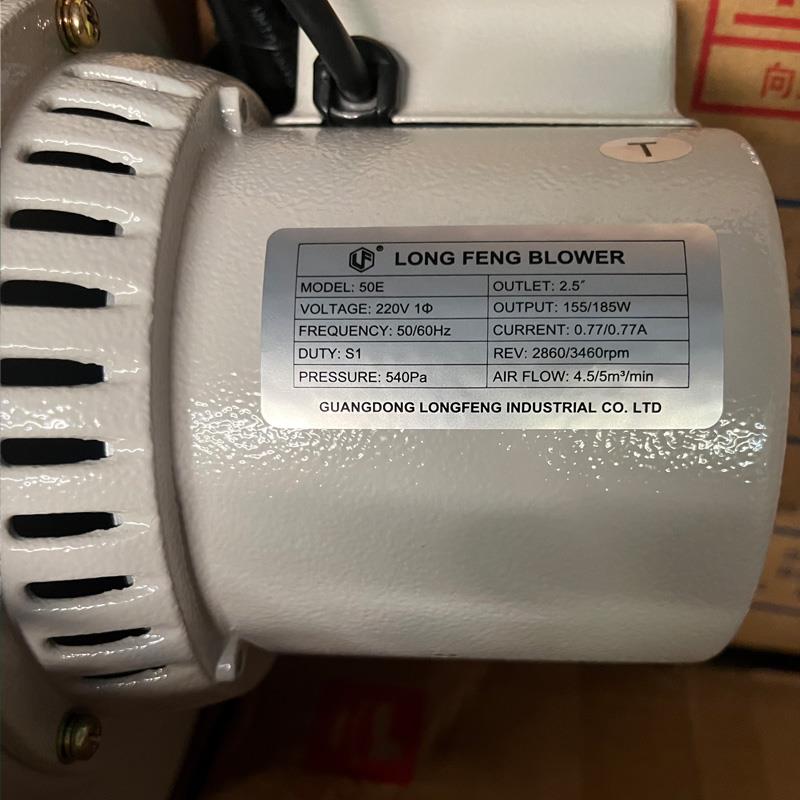 向
T
LF ® LONG FENG BLOWER
MODEL: 50E OUTLET: 2.5″
VOLTAGE: 220V 1Φ OUTPUT: 155/185W
FREQUENCY: 50/60Hz CURRENT: 0.77/0.77A
DUTY: S1 REV: 2860/3460rpm
PRESSURE: 540Pa AIR FLOW: 4.5/5m³/min
GUANGDONG LONGFENG INDUSTRIAL CO. LTD